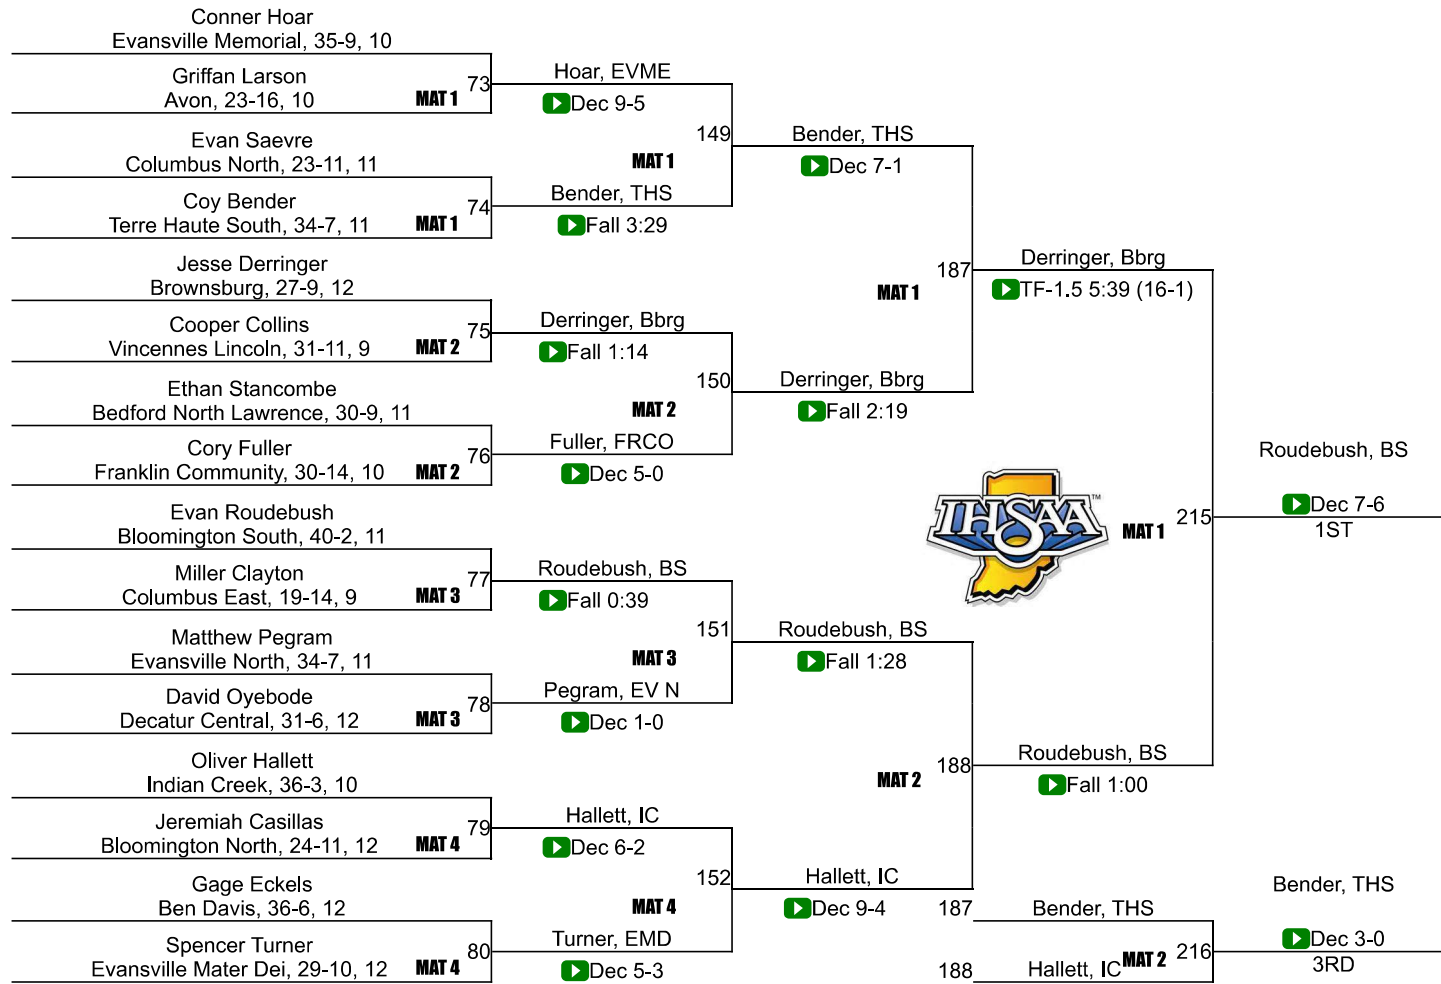 Conner Hoar
Evansville Memorial, 35-9, 10
Griffan Larson
Avon, 23-16, 10
MAT 1
73
Hoar, EVME
Dec 9-5
Evan Saevre
Columbus North, 23-11, 11
149
MAT 1
Bender, THS
Dec 7-1
Coy Bender
Terre Haute South, 34-7, 11
MAT 1
74
Bender, THS
Fall 3:29
Jesse Derringer
Brownsburg, 27-9, 12
187
MAT 1
Derringer, Bbrg
TF-1.5 5:39 (16-1)
Cooper Collins
Vincennes Lincoln, 31-11, 9
MAT 2
75
Derringer, Bbrg
Fall 1:14
Ethan Stancombe
Bedford North Lawrence, 30-9, 11
150
MAT 2
Derringer, Bbrg
Fall 2:19
Cory Fuller
Franklin Community, 30-14, 10
MAT 2
76
Fuller, FRCO
Dec 5-0
Roudebush, BS
Dec 7-6
1ST
IHSAA™
MAT 1
215
Evan Roudebush
Bloomington South, 40-2, 11
Miller Clayton
Columbus East, 19-14, 9
MAT 3
77
Roudebush, BS
Fall 0:39
Matthew Pegram
Evansville North, 34-7, 11
151
MAT 3
Roudebush, BS
Fall 1:28
David Oyebode
Decatur Central, 31-6, 12
MAT 3
78
Pegram, EV N
Dec 1-0
Oliver Hallett
Indian Creek, 36-3, 10
188
MAT 2
Roudebush, BS
Fall 1:00
Jeremiah Casillas
Bloomington North, 24-11, 12
MAT 4
79
Hallett, IC
Dec 6-2
Gage Eckels
Ben Davis, 36-6, 12
152
MAT 4
Hallett, IC
Dec 9-4
Spencer Turner
Evansville Mater Dei, 29-10, 12
MAT 4
80
Turner, EMD
Dec 5-3
187
Bender, THS
188
Hallett, IC
MAT 2
216
Bender, THS
Dec 3-0
3RD